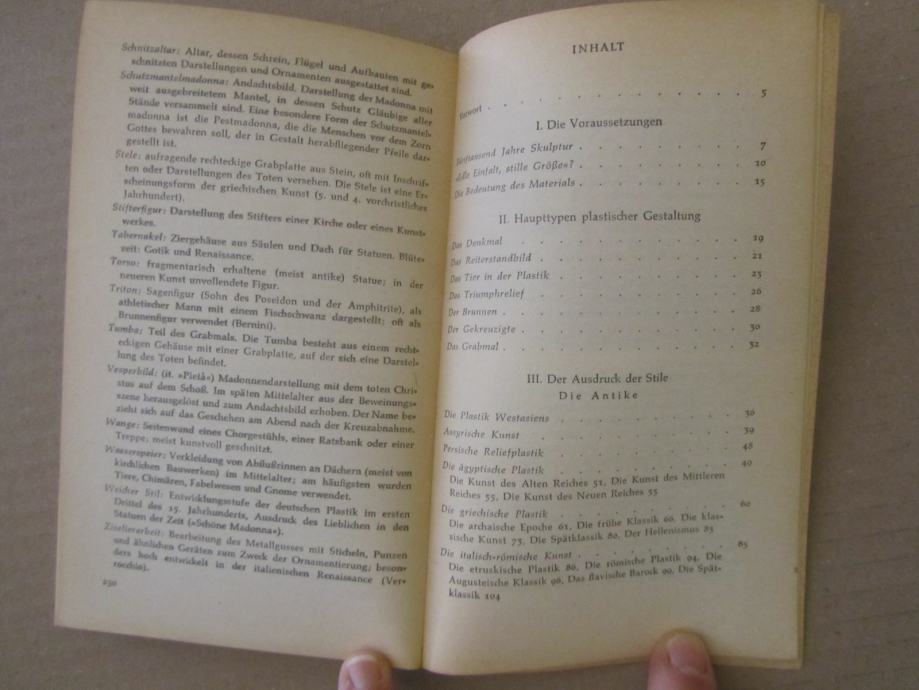 Schnitzaltar: Altar, dessen Schrein, Flügel und Aufbauten mit ge-
schnitzten Darstellungen und Ornamenten ausgestattet sind.
Schutzmantelmadonna: Andachtsbild. Darstellung der Madonna mit
weit ausgebreitetem Mantel, in dessen Schutz Gläubige aller
Stände versammelt sind. Eine besondere Form der Schutzmantel-
madonna ist die Pestmadonna, die die Menschen vor dem Zorn
Gottes bewahren soll, der in Gestalt herabfliegender Pfeile dar-
gestellt ist.
Stele: aufragende rechteckige Grabplatte aus Stein, oft mit Inschrif-
ten oder Darstellungen des Toten versehen. Die Stele ist eine Er-
scheinungsform der griechischen Kunst (5. und 4. vorchristliches
Jahrhundert).
Stifterfigur: Darstellung des Stifters einer Kirche oder eines Kunst-
werkes.
Tabernakel: Ziergehäuse aus Säulen und Dach für Statuen. Blüte-
zeit: Gotik und Renaissance.
Torso: fragmentarisch erhaltene (meist antike) Statue; in der
neueren Kunst unvollendete Figur.
Triton: Sagenfigur (Sohn des Poseidon und der Amphitrite), als
athletischer Mann mit einem Fischschwanz dargestellt; oft als
Brunnenfigur verwendet (Bernini).
Tumba: Teil des Grabmals. Die Tumba besteht aus einem recht-
eckigen Gehäuse mit einer Grabplatte, auf der sich eine Darstel-
lung des Toten befindet.
Vesperbild: (it. »Pietà«) Madonnendarstellung mit dem toten Chri-
stus auf dem Schoß. Im späten Mittelalter aus der Beweinungs-
szene herausgelöst und zum Andachtsbild erhoben. Der Name be-
zieht sich auf das Geschehen am Abend nach der Kreuzabnahme.
Wange: Seitenwand eines Chorgestühls, einer Ratsbank oder einer
Treppe; meist kunstvoll geschnitzt.
Wasserspeier: Verkleidung von Abflußrinnen an Dächern (meist von
kirchlichen Bauwerken) im Mittelalter; am häufigsten wurden
Tiere, Chimären, Fabelwesen und Gnome verwendet.
Weicher Stil: Entwicklungsstufe der deutschen Plastik im ersten
Drittel des 15. Jahrhunderts, Ausdruck des Lieblichen in den
Statuen der Zeit (»Schöne Madonna«).
Ziselierarbeit: Bearbeitung des Metallgusses mit Sticheln, Punzen
und ähnlichen Geräten zum Zweck der Ornamentierung; beson-
ders hoch entwickelt in der italienischen Renaissance (Ver-
rocchio).
230
INHALT
Vorwort . . . . . . . . . . . . . . 5
I. Die Voraussetzungen
Fünftausend Jahre Skulptur . . . . . . . . . 7
»Edle Einfalt, stille Größe«? . . . . . . . . . 10
Die Bedeutung des Materials . . . . . . . . . 15
II. Haupttypen plastischer Gestaltung
Das Denkmal . . . . . . . . . . . . 19
Das Reiterstandbild . . . . . . . . . . . 21
Das Tier in der Plastik . . . . . . . . . . 23
Das Triumphrelief . . . . . . . . . . . 26
Der Brunnen . . . . . . . . . . . . 28
Der Gekreuzigte . . . . . . . . . . . . 30
Das Grabmal . . . . . . . . . . . . 32
III. Der Ausdruck der Stile
Die Antike
Die Plastik Westasiens . . . . . . . . . . 36
Assyrische Kunst . . . . . . . . . . . 39
Persische Reliefplastik . . . . . . . . . . 48
Die ägyptische Plastik . . . . . . . . . . 49
Die Kunst des Alten Reiches 51, Die Kunst des Mittleren
Reiches 53, Die Kunst des Neuen Reiches 55
Die griechische Plastik . . . . . . . . . . 60
Die archaische Epoche 61, Die frühe Klassik 66, Die klas-
sische Kunst 73, Die Spätklassik 80, Der Hellenismus 83
Die italisch-römische Kunst . . . . . . . . . 85
Die etruskische Plastik 86, Die römische Plastik 94, Die
Augusteische Klassik 96, Das flavische Barock 99, Die Spät-
klassik 104